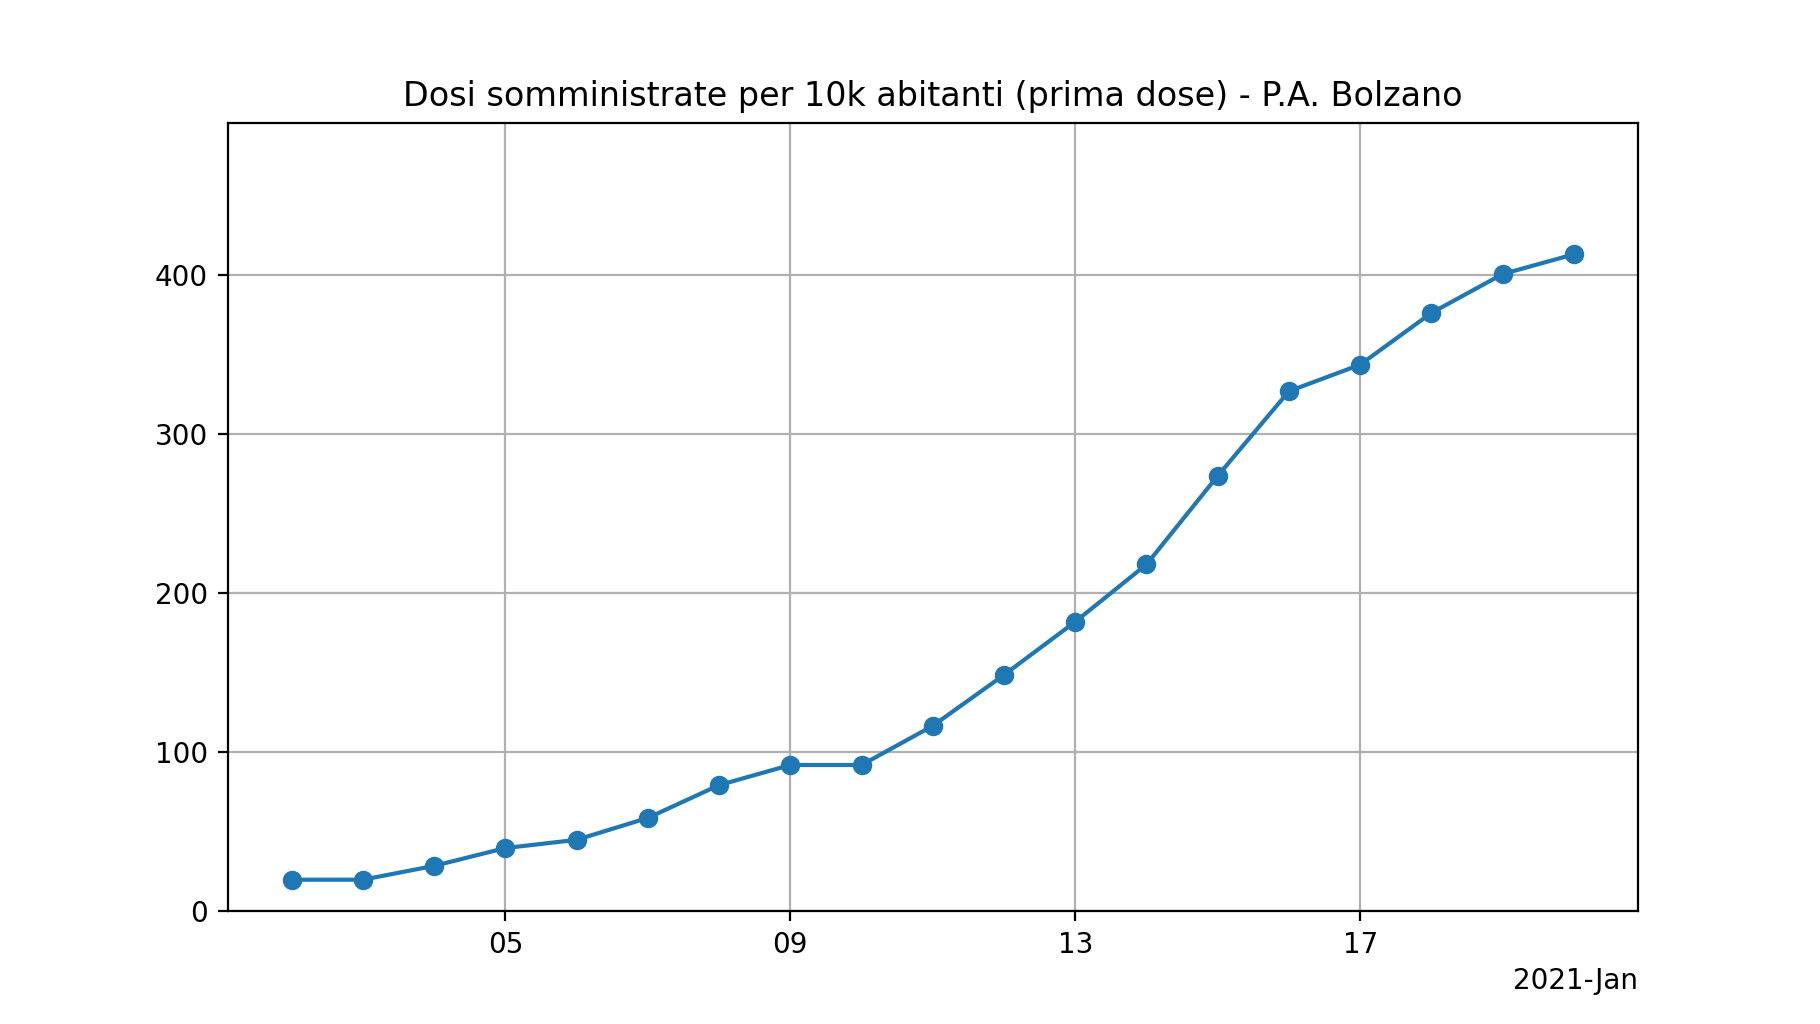 Dosi somministrate per 10k abitanti (prima dose) - P.A. Bolzano
400
300
200
100
0
05 09 13 17
2021-Jan